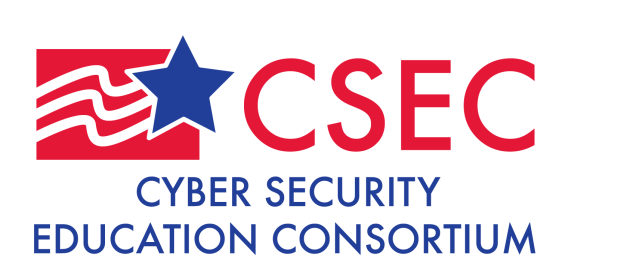 CSEC
CYBER SECURITY
EDUCATION CONSORTIUM